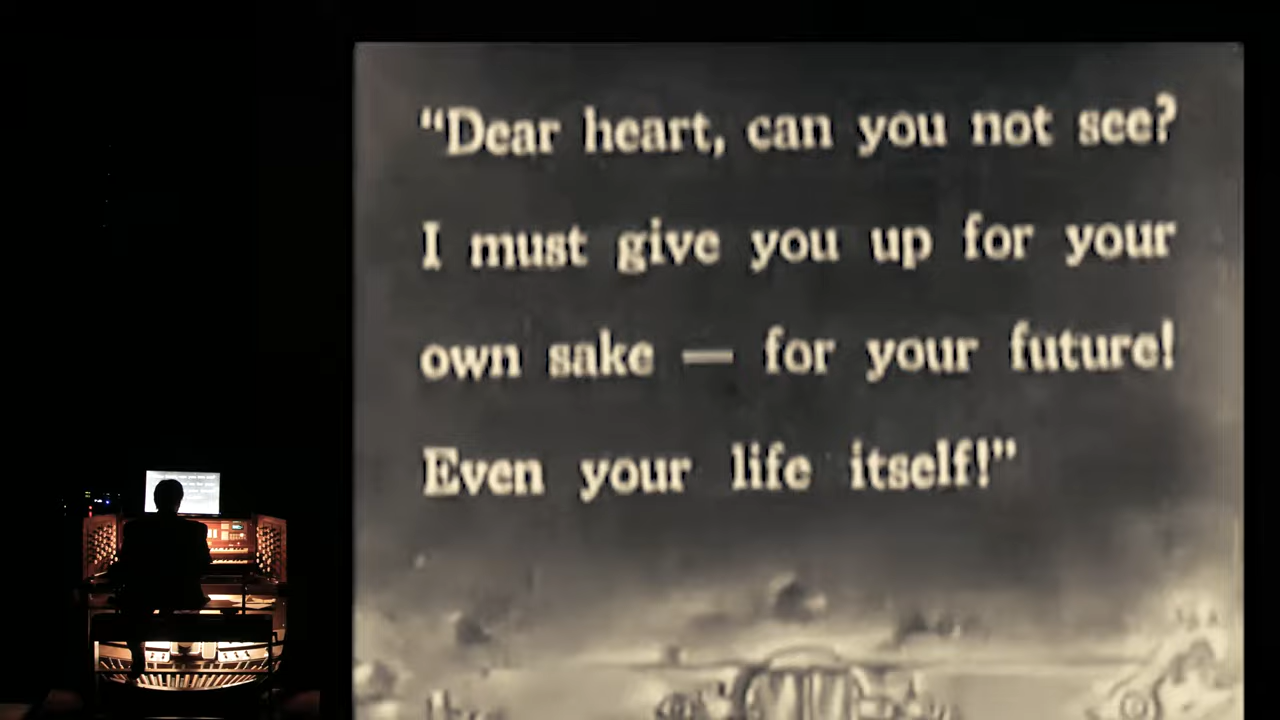 “Dear heart, can you not see?
I must give you up for your
own sake — for your future!
Even your life itself!”